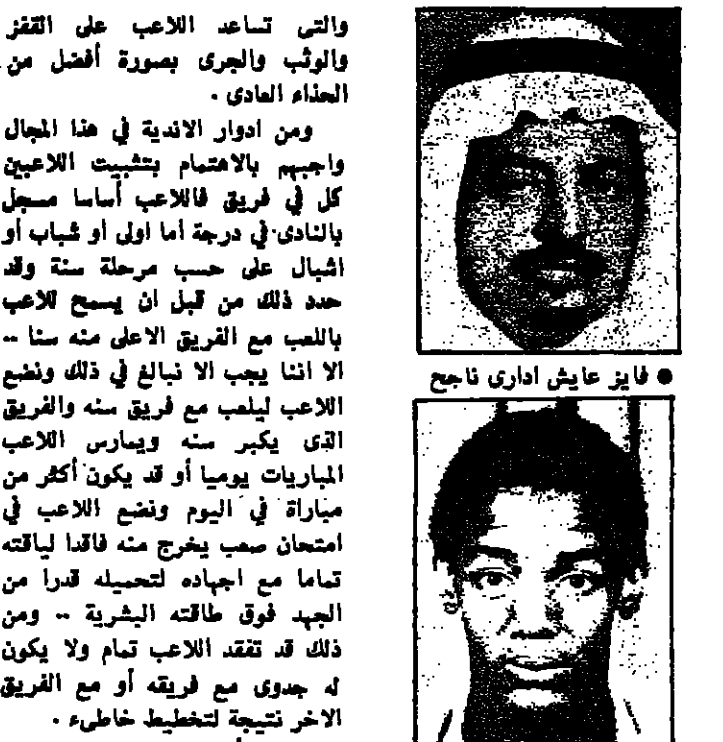 والتى تساعد اللاعب على القفز
والوثب والجرى بصورة أفضل من
الحذاء العادى .
ومن ادوار الاندية في هذا المجال
واجبهم بالاهتمام بتثبيت اللاعبين
كل في فريق فاللاعب أساسا مسجل
بالنادى في درجة أما اولى أو شباب أو
اشبال على حسب مرحلة سنة وقد
حدد ذلك من قبل ان يسمح للاعب
باللعب مع الفريق الاعلى منه سنا ..
الا اننا يجب الا نبالغ في ذلك ونضع
اللاعب ليلعب مع فريق سنه والفريق
الذى يكبر سنه ويمارس اللاعب
المباريات يوميا أو قد يكون أكثر من
مباراة في اليوم ونضع اللاعب في
امتحان صعب يخرج منه فاقدا لياقته
تماما مع اجهاده لتحميله قدرا من
الجهد فوق طاقته البشرية .. ومن
ذلك قد تفقد اللاعب تمام ولا يكون
له جدوى مع فريقه أو مع الفريق
الاخر نتيجة لتخطيط خاطىء .
● فايز عايش ادارى ناجح